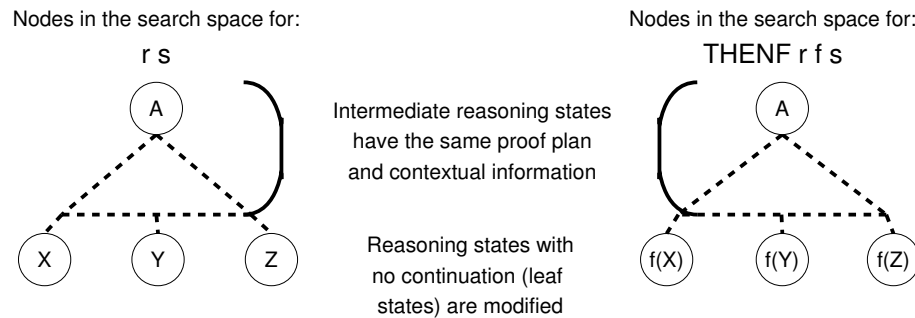 Nodes in the search space for:
r s
A
X
Y
Z
Intermediate reasoning states
have the same proof plan
and contextual information
Reasoning states with
no continuation (leaf
states) are modified
Nodes in the search space for:
THENF r f s
A
f(X)
f(Y)
f(Z)